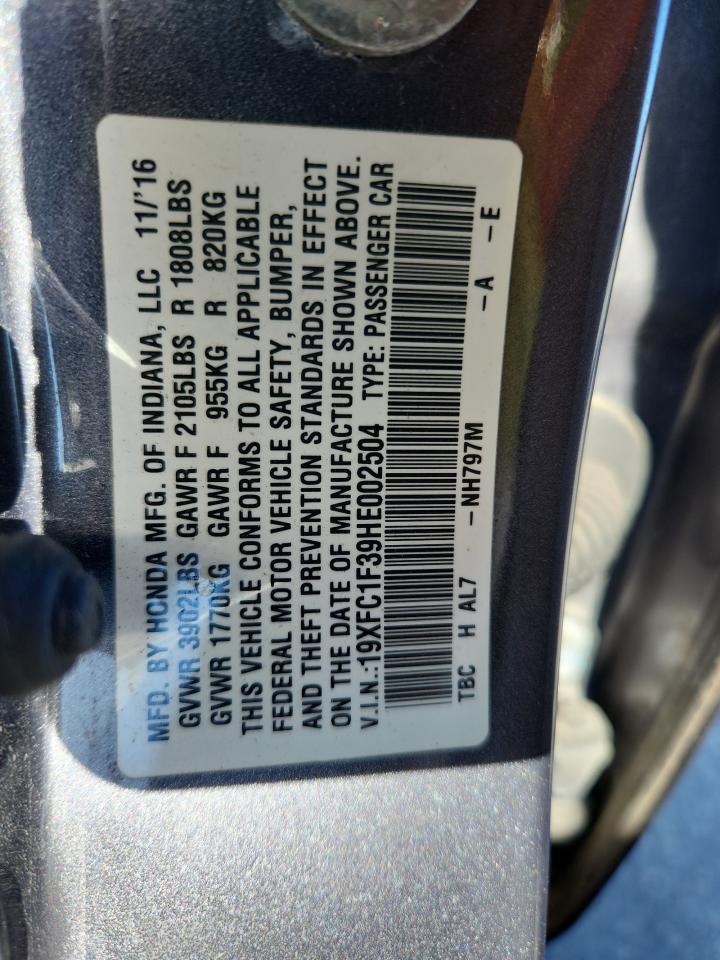 MFD. BY HONDA MFG. OF INDIANA, LLC 11/'16
GVWR 3902LBS GAWR F 2105LBS R 1808LBS
GVWR 1770KG GAWR F 955KG R 820KG
THIS VEHICLE CONFORMS TO ALL APPLICABLE
FEDERAL MOTOR VEHICLE SAFETY, BUMPER,
AND THEFT PREVENTION STANDARDS IN EFFECT
ON THE DATE OF MANUFACTURE SHOWN ABOVE.
V.I.N.:19XFC1F39HE002504 TYPE: PASSENGER CAR
TBC H AL7 -NH797M -A -E